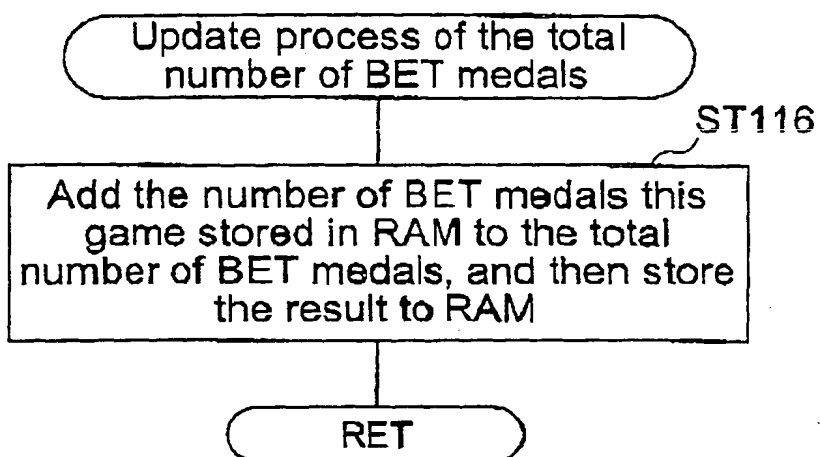 Update process of the total
number of BET medals
ST116
Add the number of BET medals this
game stored in RAM to the total
number of BET medals, and then store
the result to RAM
RET